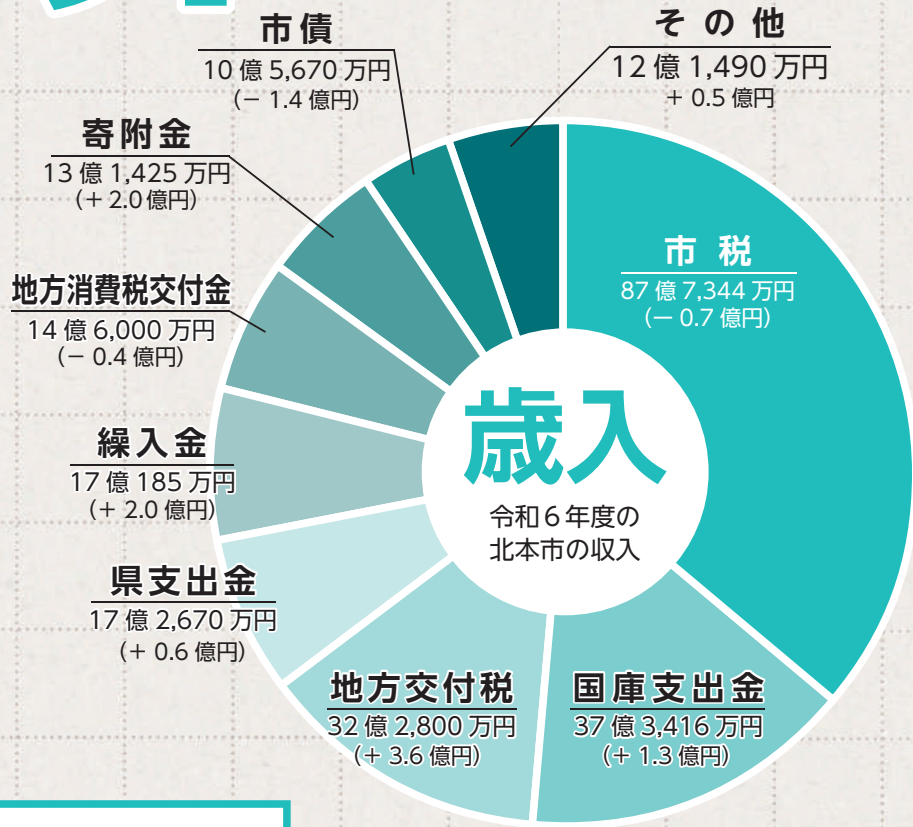 市債
10億5,670万円
(－1.4億円)
その他
12億1,490万円
＋0.5億円
寄附金
13億1,425万円
(＋2.0億円)
市税
87億7,344万円
(－0.7億円)
地方消費税交付金
14億6,000万円
(－0.4億円)
歳入
令和6年度の
北本市の収入
繰入金
17億185万円
(＋2.0億円)
県支出金
17億2,670万円
(＋0.6億円)
地方交付税
32億2,800万円
(＋3.6億円)
国庫支出金
37億3,416万円
(＋1.3億円)